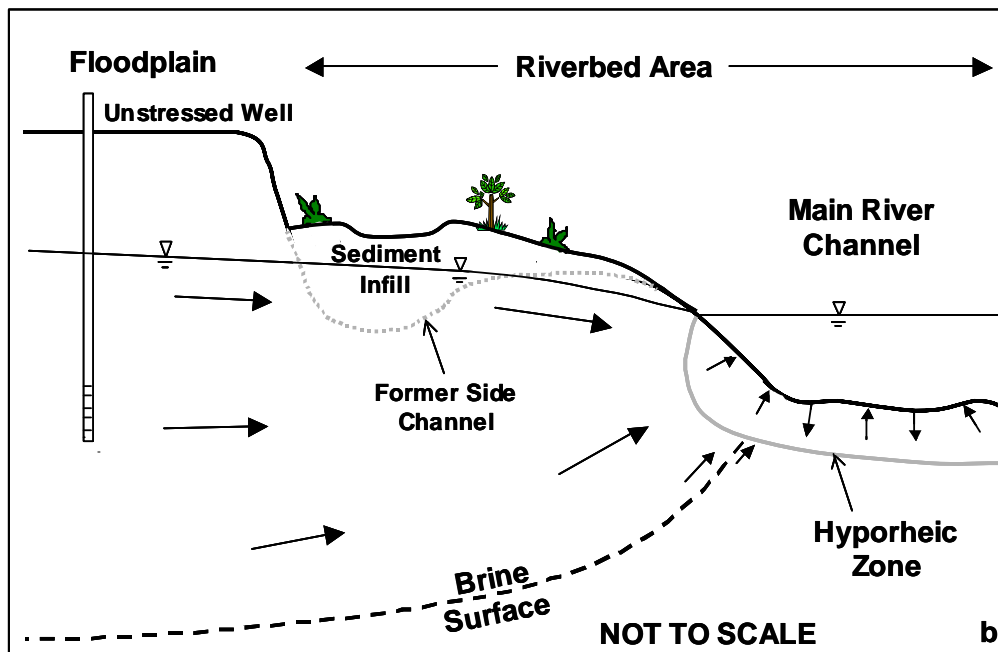 Floodplain
Riverbed Area
Unstressed Well
Main River
Channel
Sediment
Infill
Former Side
Channel
Hyporheic
Zone
Brine
Surface
NOT TO SCALE
b